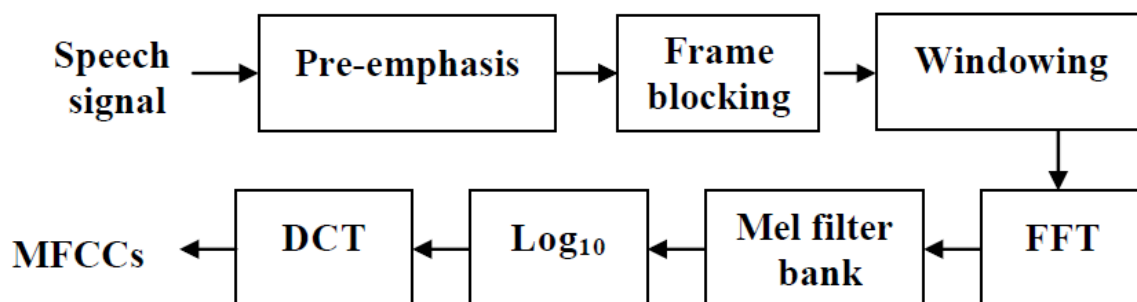 Speech
signal
Pre-emphasis
Frame
blocking
Windowing
FFT
Mel filter
bank
Log₁₀
DCT
MFCCs